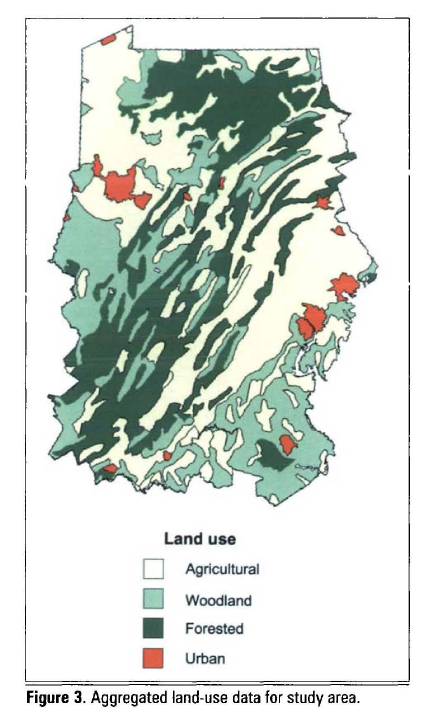 Land use
Agricultural
Woodland
Forested
Urban
Figure 3. Aggregated land-use data for study area.